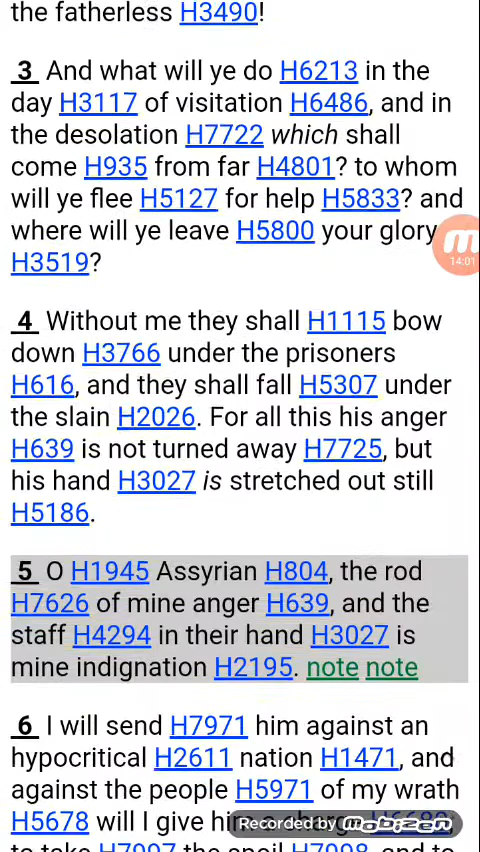 the fatherless H3490!
3 And what will ye do H6213 in the
day H3117 of visitation H6486, and in
the desolation H7722 which shall
come H935 from far H4801? to whom
will ye flee H5127 for help H5833? and
where will ye leave H5800 your glory
H3519?
14:01
4 Without me they shall H1115 bow
down H3766 under the prisoners
H616, and they shall fall H5307 under
the slain H2026. For all this his anger
H639 is not turned away H7725, but
his hand H3027 is stretched out still
H5186.
5 O H1945 Assyrian H804, the rod
H7626 of mine anger H639, and the
staff H4294 in their hand H3027 is
mine indignation H2195. note note
6 I will send H7971 him against an
hypocritical H2611 nation H1471, and
against the people H5971 of my wrath
H5678 will I give
Recorded by mobizen